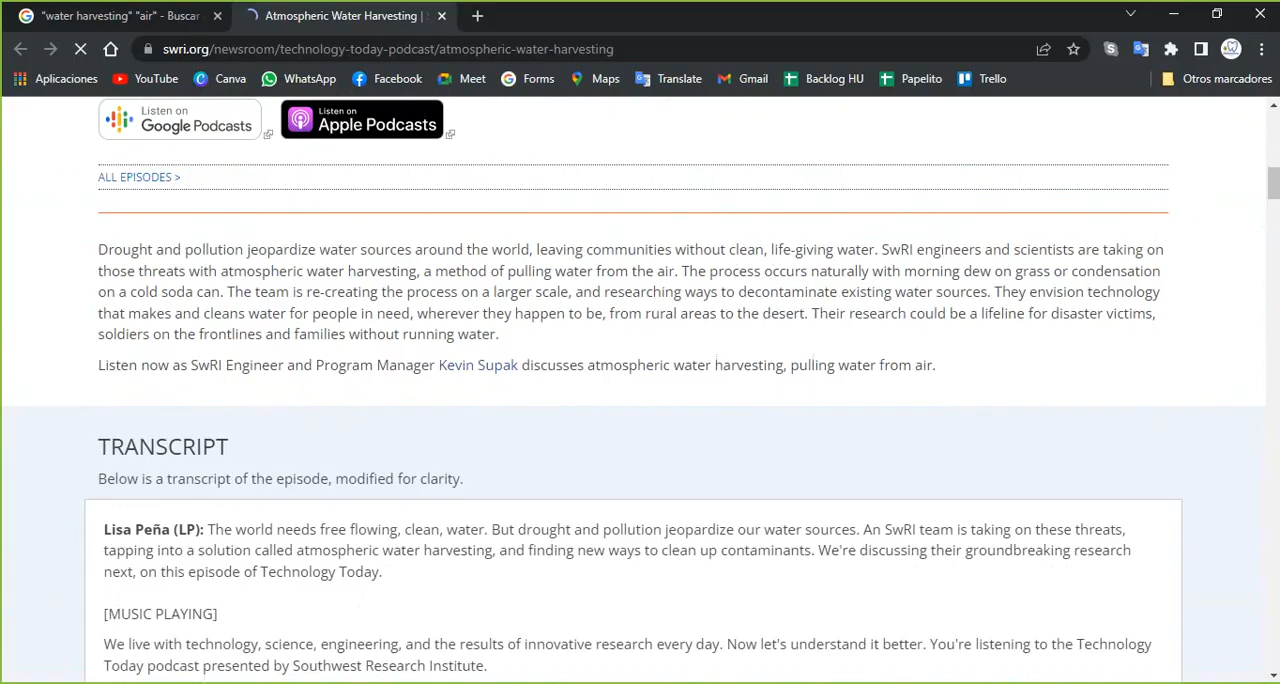 "water harvesting" "air" - Buscar
Atmospheric Water Harvesting |
swri.org/newsroom/technology-today-podcast/atmospheric-water-harvesting
Aplicaciones YouTube Canva WhatsApp Facebook Meet Forms Maps Translate Gmail Backlog HU Papelito Trello Otros marcadores
Listen on
Google Podcasts
Listen on
Apple Podcasts
ALL EPISODES >
Drought and pollution jeopardize water sources around the world, leaving communities without clean, life-giving water. SwRI engineers and scientists are taking on
those threats with atmospheric water harvesting, a method of pulling water from the air. The process occurs naturally with morning dew on grass or condensation
on a cold soda can. The team is re-creating the process on a larger scale, and researching ways to decontaminate existing water sources. They envision technology
that makes and cleans water for people in need, wherever they happen to be, from rural areas to the desert. Their research could be a lifeline for disaster victims,
soldiers on the frontlines and families without running water.
Listen now as SwRI Engineer and Program Manager Kevin Supak discusses atmospheric water harvesting, pulling water from air.
TRANSCRIPT
Below is a transcript of the episode, modified for clarity.
Lisa Peña (LP): The world needs free flowing, clean, water. But drought and pollution jeopardize our water sources. An SwRI team is taking on these threats,
tapping into a solution called atmospheric water harvesting, and finding new ways to clean up contaminants. We're discussing their groundbreaking research
next, on this episode of Technology Today.
[MUSIC PLAYING]
We live with technology, science, engineering, and the results of innovative research every day. Now let's understand it better. You're listening to the Technology
Today podcast presented by Southwest Research Institute.